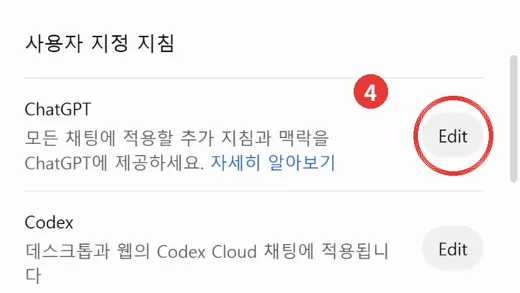 사용자 지정 지침
4
ChatGPT
모든 채팅에 적용할 추가 지침과 맥락을
ChatGPT에 제공하세요. 자세히 알아보기
Edit
Codex
데스크톱과 웹의 Codex Cloud 채팅에 적용됩니
다
Edit